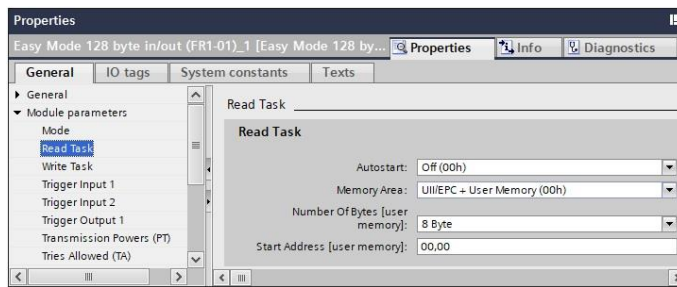 Properties
Easy Mode 128 byte in/out (FR1-01)_1 [Easy Mode 128 by... Properties Info Diagnostics
General IO tags System constants Texts
General
Module parameters
Mode
Read Task
Write Task
Trigger Input 1
Trigger Input 2
Trigger Output 1
Transmission Powers (PT)
Tries Allowed (TA)
Read Task
Read Task
Autostart: Off (00h)
Memory Area: UII/EPC + User Memory (00h)
Number Of Bytes [user
memory]: 8 Byte
Start Address [user memory]: 00,00